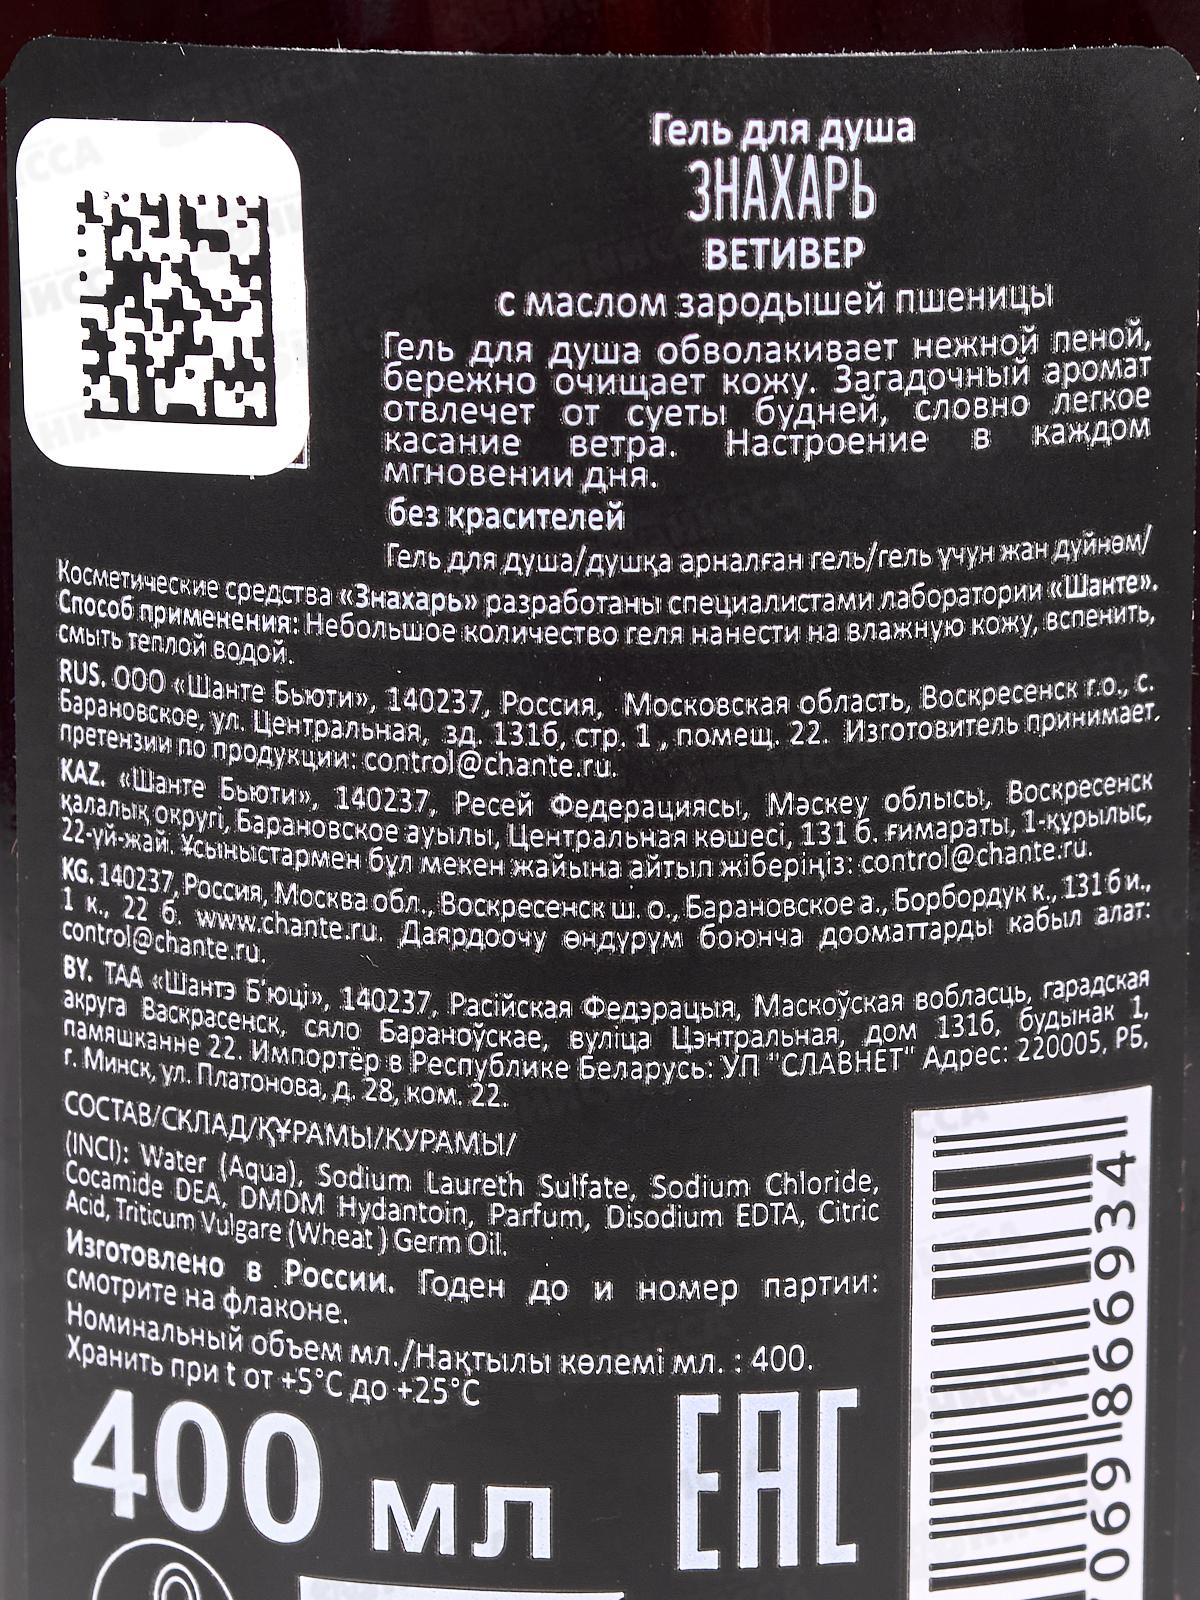 Гель для душа
ЗНАХАРЬ
ВЕТИВЕР
с маслом зародышей пшеницы
Гель для душа обволакивает нежной пеной,
бережно очищает кожу. Загадочный аромат
отвлечет от суеты будней, словно легкое
касание ветра. Настроение в каждом
мгновении дня.
без красителей
Гель для душа/душқа арналған гель/гель үчүн жан дүйнөм/
Косметические средства «Знахарь» разработаны специалистами лаборатории «Шанте».
Способ применения: Небольшое количество геля нанести на влажную кожу, вспенить,
смыть теплой водой.
RUS. ООО «Шанте Бьюти», 140237, Россия, Московская область, Воскресенск г.о., с.
Барановское, ул. Центральная, зд. 131б, стр. 1 , помещ. 22. Изготовитель принимает.
претензии по продукции: control@chante.ru.
KAZ. «Шанте Бьюти», 140237, Ресей Федерациясы, Мәскеу облысы, Воскресенск
қалалық округі, Барановское ауылы, Центральная көшесі, 131 б. ғимараты, 1-құрылыс,
22-үй-жай. Ұсыныстармен бұл мекен жайына айтып жіберіңіз: control@chante.ru.
KG. 140237, Россия, Москва обл., Воскресенск ш. о., Барановское а., Борбордук к., 131 б и.,
1 к., 22 б. www.chante.ru. Даярдоочу өндүрүм боюнча дооматтарды кабыл алат:
control@chante.ru.
BY. ТАА «Шантэ Б'юці», 140237, Расійская Федэрацыя, Маскоўская вобласць, гарадская
акруга Васкрасенск, сяло Бараноўскае, вуліца Цэнтральная, дом 131б, будынак 1,
памяшканне 22. Импортёр в Республике Беларусь: УП "СЛАВНЕТ" Адрес: 220005, РБ,
г. Минск, ул. Платонова, д. 28, ком. 22.
СОСТАВ/СКЛАД/ҚҰРАМЫ/КУРАМЫ/
(INCI): Water (Aqua), Sodium Laureth Sulfate, Sodium Chloride,
Cocamide DEA, DMDM Hydantoin, Parfum, Disodium EDTA, Citric
Acid, Triticum Vulgare (Wheat ) Germ Oil.
Изготовлено в России. Годен до и номер партии:
смотрите на флаконе.
Номинальный объем мл./Нақтылы көлемі мл. : 400.
Хранить при t от +5°C до +25°C
400 мл
EAC
069 866934